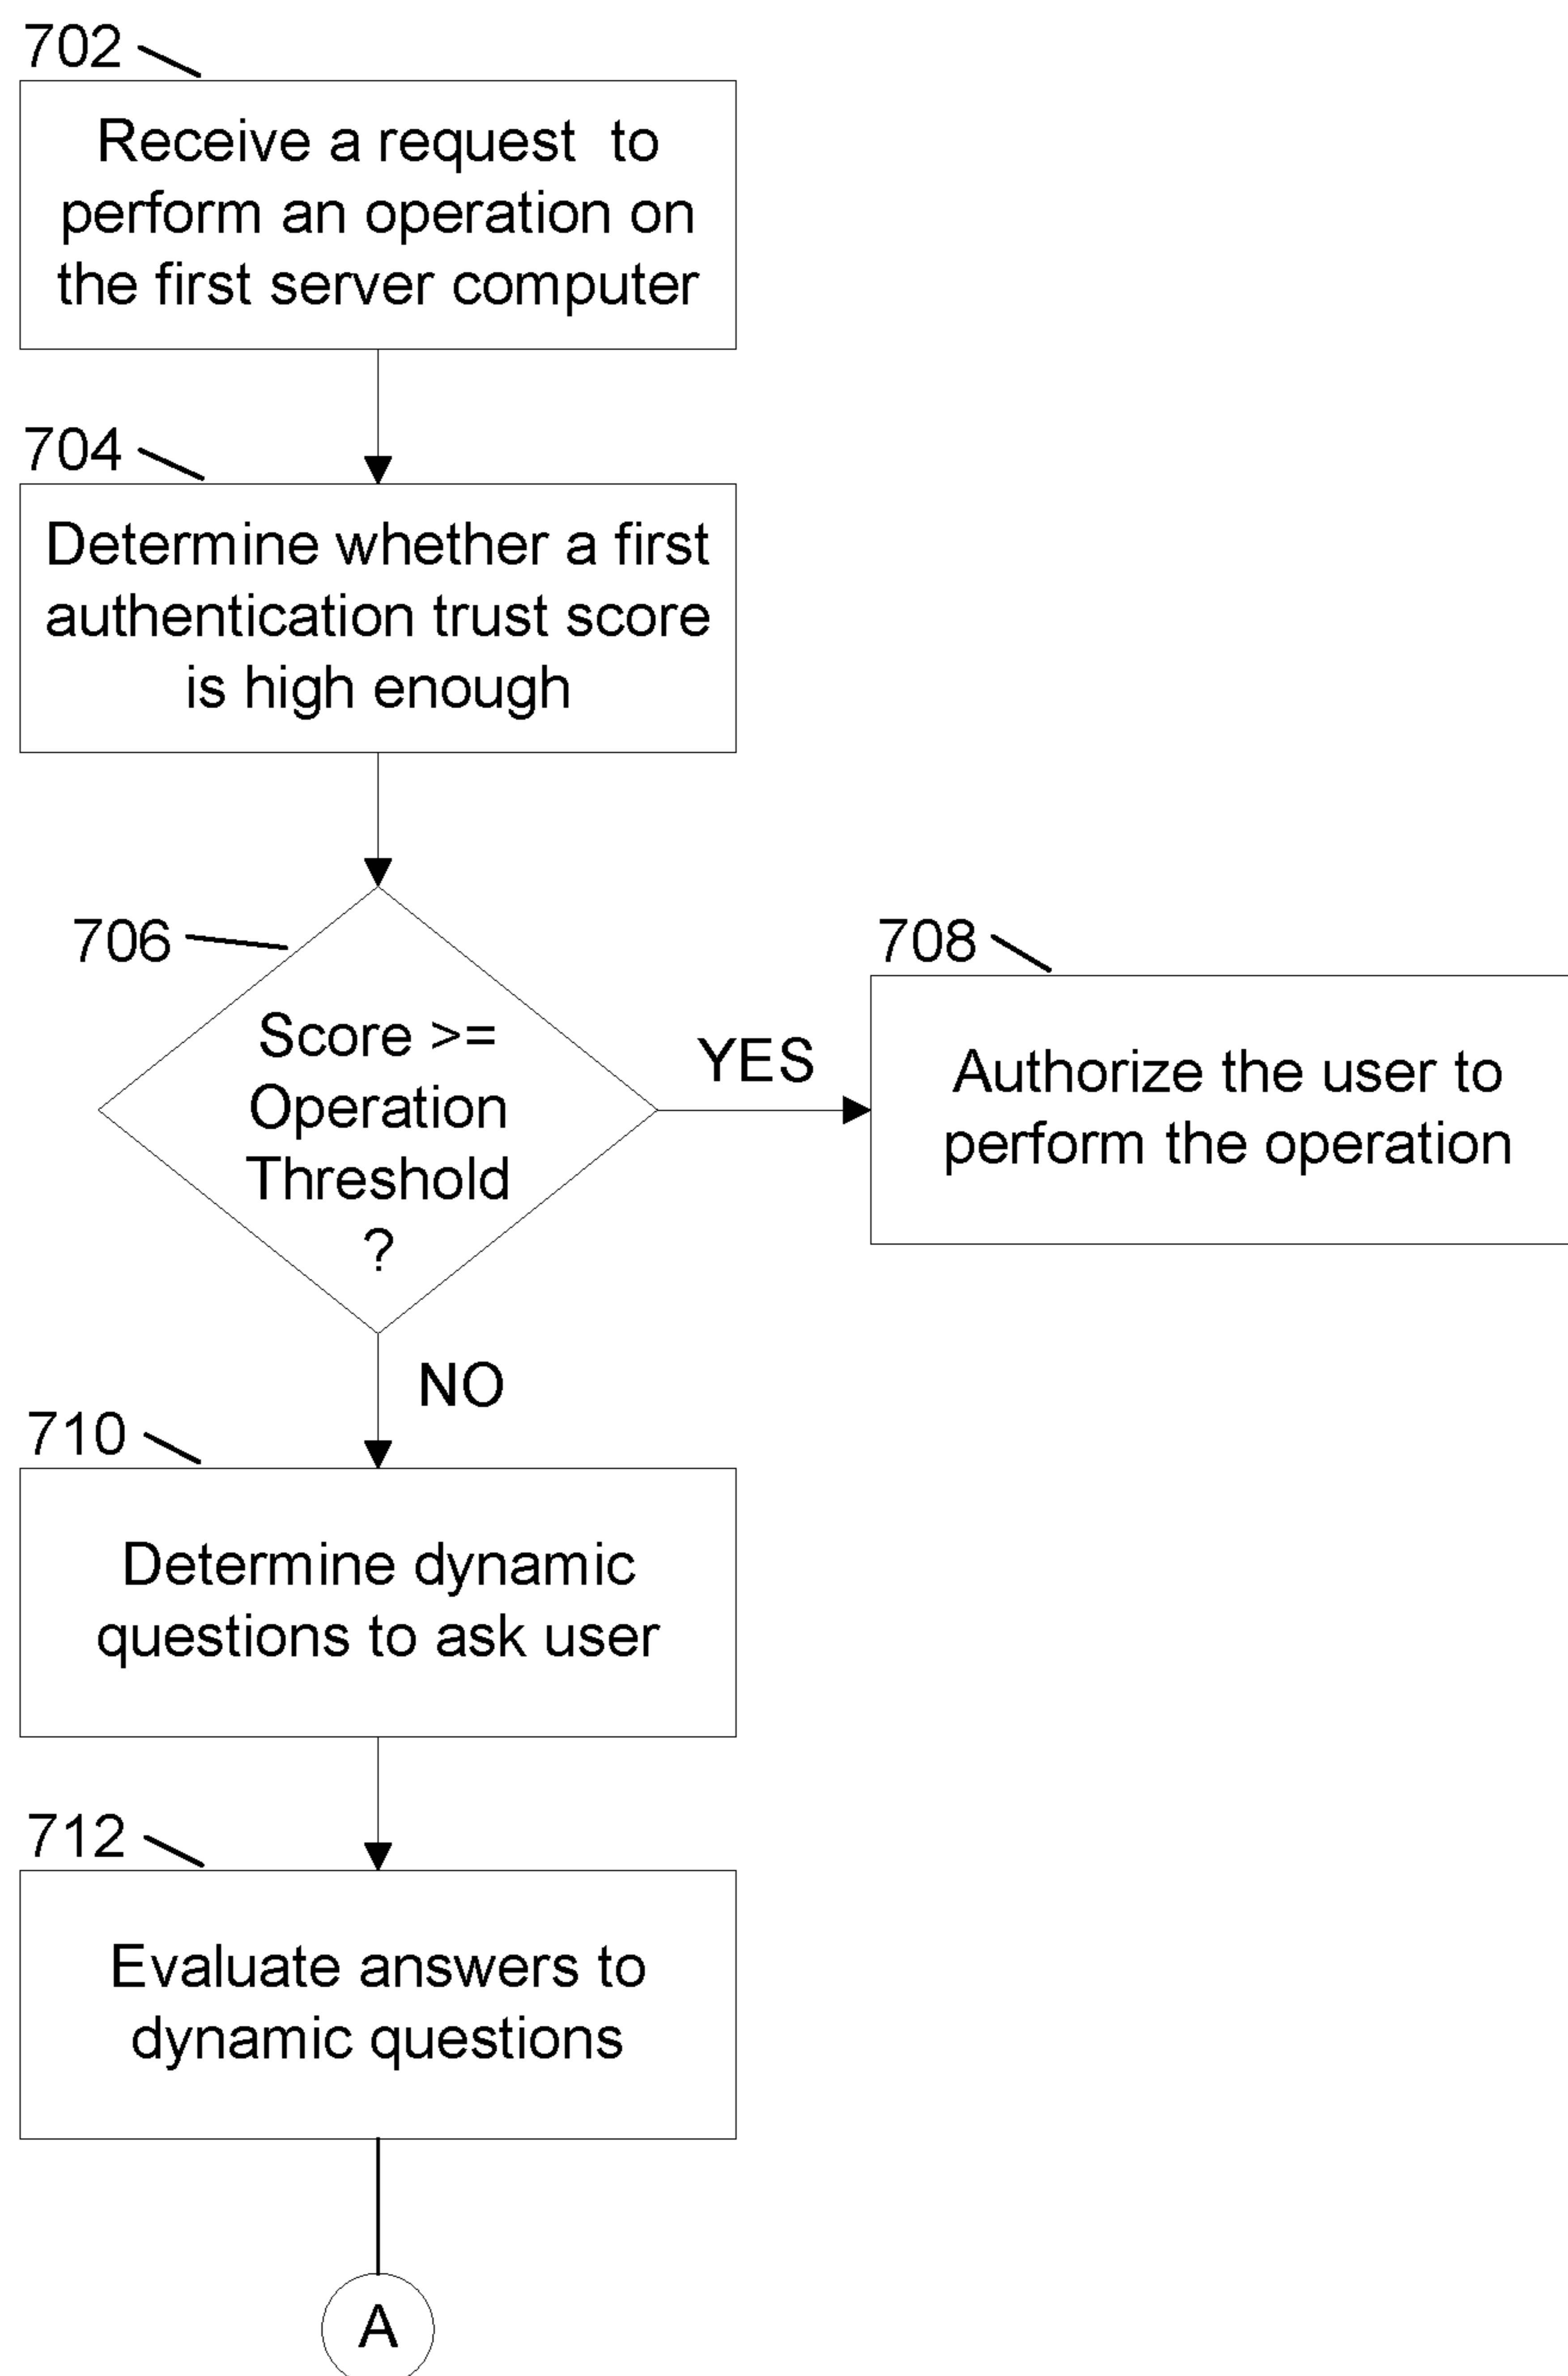 702
Receive a request to
perform an operation on
the first server computer
704
Determine whether a first
authentication trust score
is high enough
706
Score >=
Operation
Threshold
?
YES
708
Authorize the user to
perform the operation
NO
710
Determine dynamic
questions to ask user
712
Evaluate answers to
dynamic questions
A